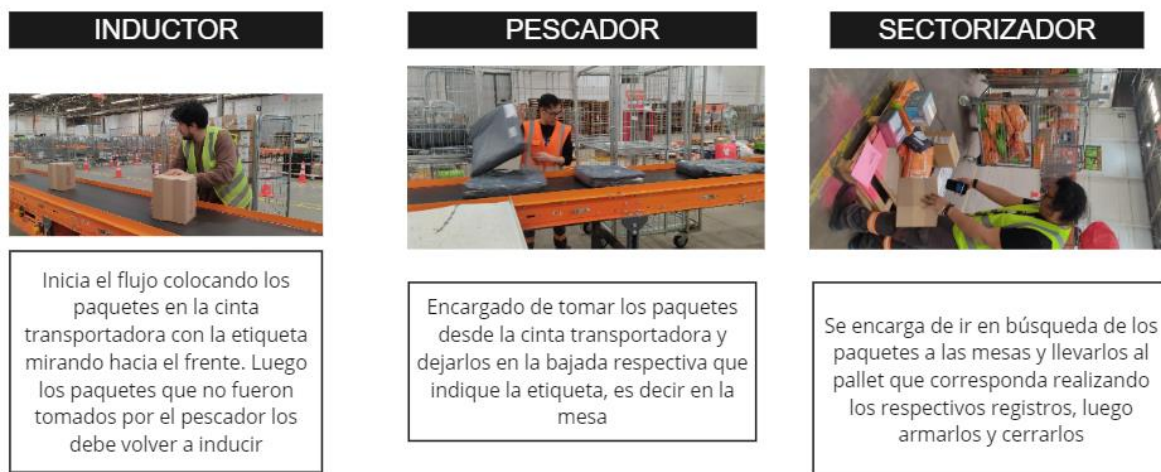 INDUCTOR
Inicia el flujo colocando los
paquetes en la cinta
transportadora con la etiqueta
mirando hacia el frente. Luego
los paquetes que no fueron
tomados por el pescador los
debe volver a inducir
PESCADOR
Encargado de tomar los paquetes
desde la cinta transportadora y
dejarlos en la bajada respectiva que
indique la etiqueta, es decir en la
mesa
SECTORIZADOR
Se encarga de ir en búsqueda de los
paquetes a las mesas y llevarlos al
pallet que corresponda realizando
los respectivos registros, luego
armarlos y cerrarlos